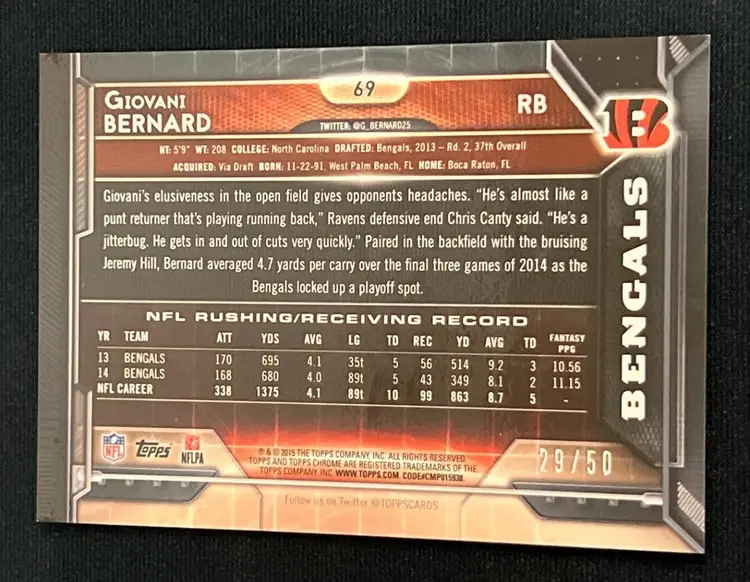 69
GIOVANI
BERNARD
RB
TWITTER: @G_BERNARD25
HT: 5'9" WT: 208 COLLEGE: North Carolina DRAFTED: Bengals, 2013 – Rd. 2, 37th Overall
ACQUIRED: Via Draft BORN: 11-22-91, West Palm Beach, FL HOME: Boca Raton, FL
Giovani's elusiveness in the open field gives opponents headaches. "He's almost like a
punt returner that's playing running back," Ravens defensive end Chris Canty said. "He's a
jitterbug. He gets in and out of cuts very quickly." Paired in the backfield with the bruising
Jeremy Hill, Bernard averaged 4.7 yards per carry over the final three games of 2014 as the
Bengals locked up a playoff spot.
BENGALS
NFL RUSHING/RECEIVING RECORD
YR TEAM ATT YDS AVG LG TD REC YD AVG TD FANTASY PPG
13 BENGALS 170 695 4.1 35t 5 56 514 9.2 3 10.56
14 BENGALS 168 680 4.0 89t 5 43 349 8.1 2 11.15
NFL CAREER 338 1375 4.1 89t 10 99 863 8.7 5 -
NFL
Topps
NFLPA
® & © 2015 THE TOPPS COMPANY, INC. ALL RIGHTS RESERVED.
TOPPS AND TOPPS CHROME ARE REGISTERED TRADEMARKS OF THE
TOPPS COMPANY, INC. WWW.TOPPS.COM CODE#CMP015938.
29/50
Follow us on Twitter @TOPPSCARDS